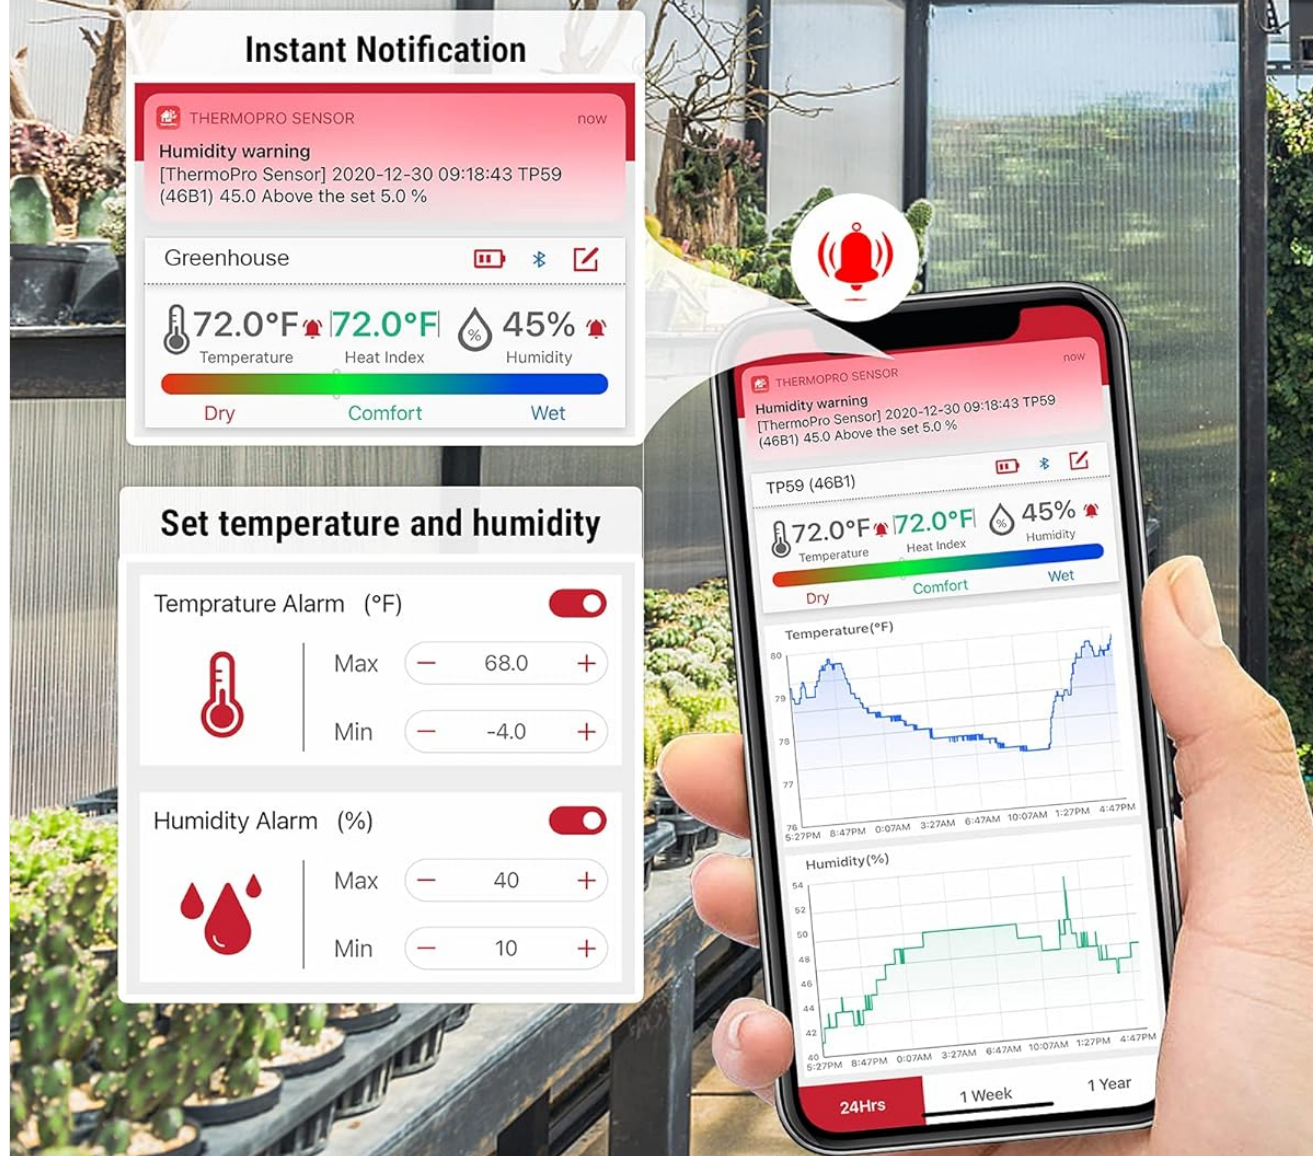 Instant Notification
THERMOPRO SENSOR now
Humidity warning
[ThermoPro Sensor] 2020-12-30 09:18:43 TP59
(46B1) 45.0 Above the set 5.0 %
Greenhouse
72.0°F 72.0°F % 45%
Temperature Heat Index Humidity
Dry Comfort Wet
Set temperature and humidity
Temprature Alarm (°F)
Max − 68.0 +
Min − -4.0 +
Humidity Alarm (%)
Max − 40 +
Min − 10 +
THERMOPRO SENSOR now
Humidity warning
[ThermoPro Sensor] 2020-12-30 09:18:43 TP59
(46B1) 45.0 Above the set 5.0 %
TP59 (46B1)
72.0°F 72.0°F % 45%
Temperature Heat Index Humidity
Dry Comfort Wet
Temperature(°F)
80
79
78
77
76
5:27PM 8:47PM 0:07AM 3:27AM 6:47AM 10:07AM 1:27PM 4:47PM
Humidity(%)
54
52
50
48
46
44
42
40
5:27PM 8:47PM 0:07AM 3:27AM 6:47AM 10:07AM 1:27PM 4:47PM
24Hrs 1 Week 1 Year